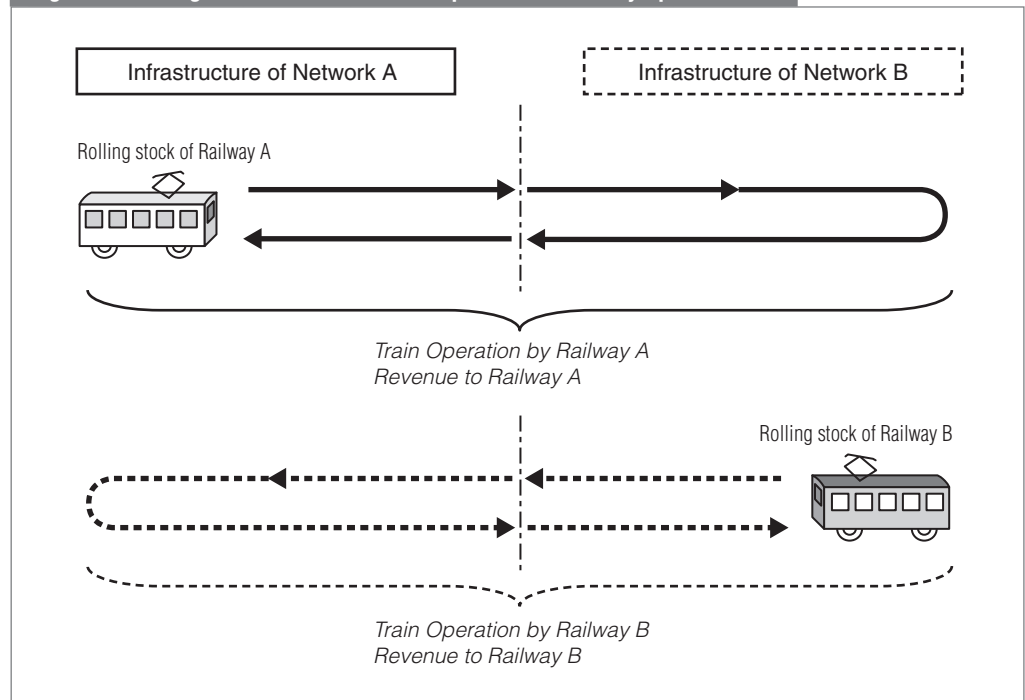 Infrastructure of Network A
Infrastructure of Network B
Rolling stock of Railway A
Train Operation by Railway A
Revenue to Railway A
Rolling stock of Railway B
Train Operation by Railway B
Revenue to Railway B